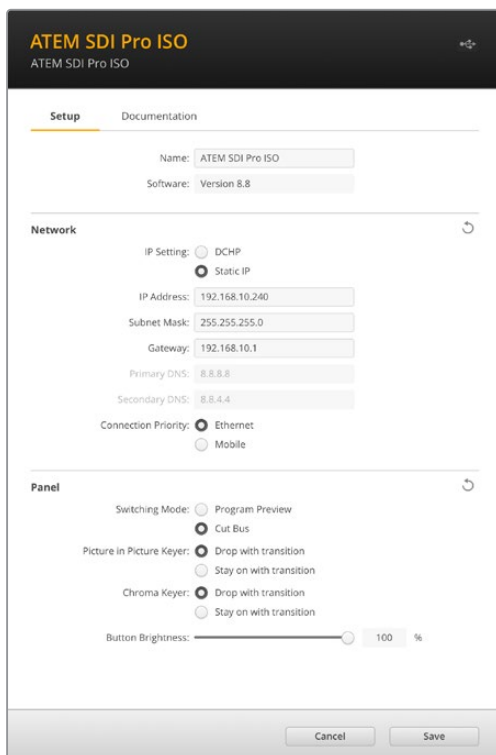 ATEM SDI Pro ISO
ATEM SDI Pro ISO
Setup Documentation
Name: ATEM SDI Pro ISO
Software: Version 8.8
Network
IP Setting: DCHP
Static IP
IP Address: 192.168.10.240
Subnet Mask: 255.255.255.0
Gateway: 192.168.10.1
Primary DNS: 8.8.8.8
Secondary DNS: 8.8.4.4
Connection Priority: Ethernet
Mobile
Panel
Switching Mode: Program Preview
Cut Bus
Picture in Picture Keyer: Drop with transition
Stay on with transition
Chroma Keyer: Drop with transition
Stay on with transition
Button Brightness: 100 %
Cancel Save